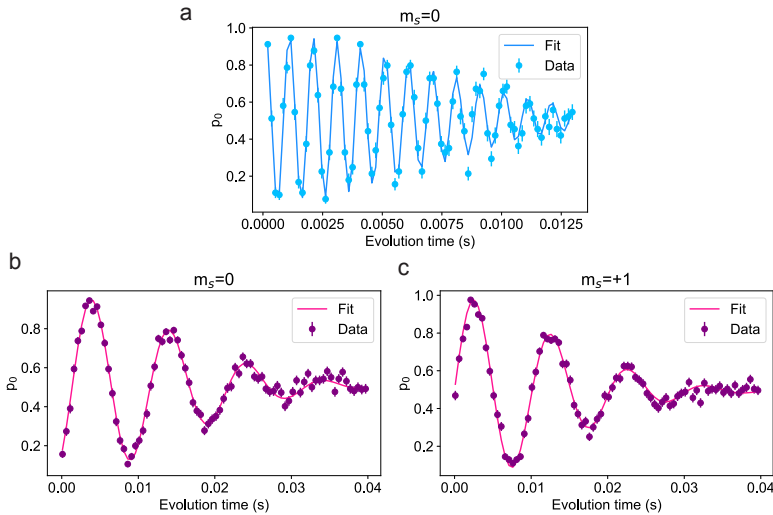 a
m_s=0
p_0
1.0
0.8
0.6
0.4
0.2
Fit
Data
0.0000 0.0025 0.0050 0.0075 0.0100 0.0125
Evolution time (s)
b
m_s=0
p_0
0.8
0.6
0.4
0.2
Fit
Data
0.00 0.01 0.02 0.03 0.04
Evolution time (s)
c
m_s=+1
p_0
1.0
0.8
0.6
0.4
0.2
Fit
Data
0.00 0.01 0.02 0.03 0.04
Evolution time (s)